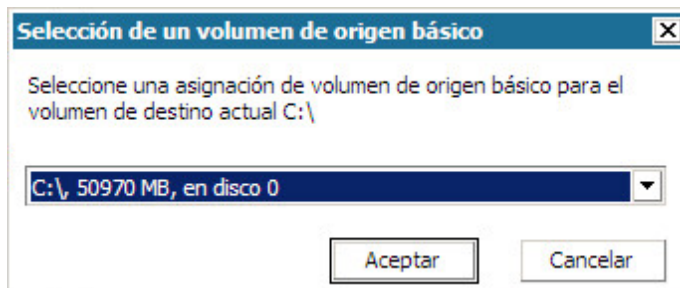 Selección de un volumen de origen básico
Seleccione una asignación de volumen de origen básico para el
volumen de destino actual C:\
C:\, 50970 MB, en disco 0
Aceptar
Cancelar